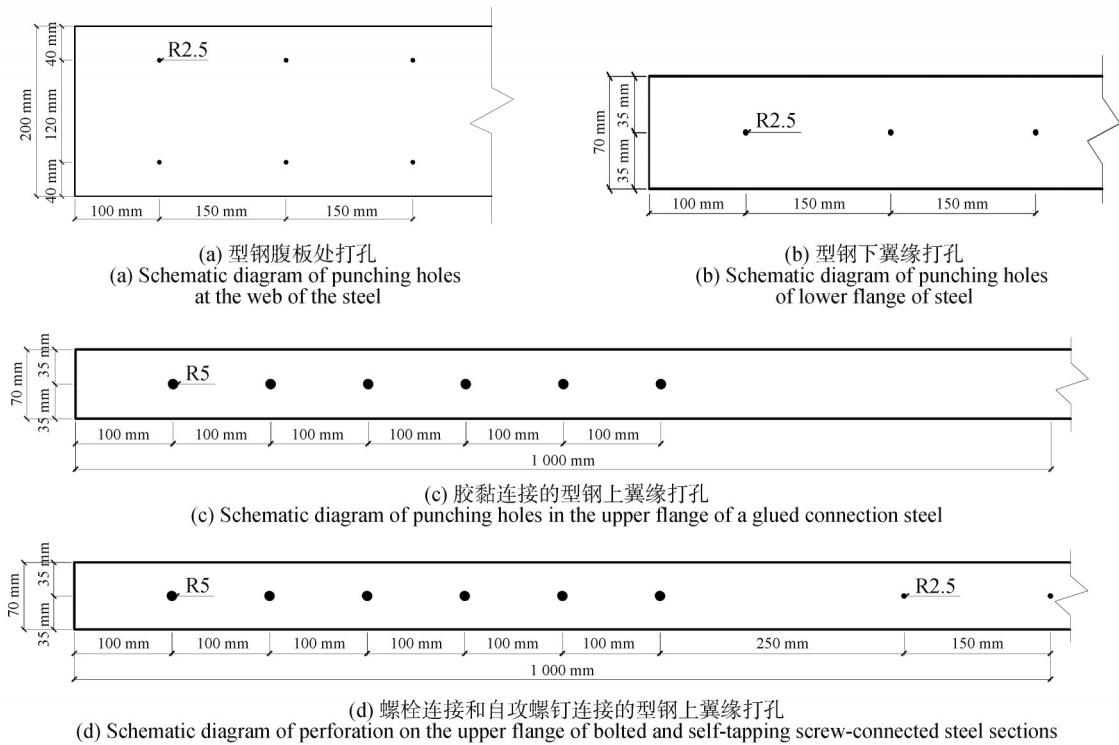 200 mm
40 mm
120 mm
40 mm
R2.5
100 mm
150 mm
150 mm
(a) 型钢腹板处打孔
(a) Schematic diagram of punching holes
at the web of the steel
70 mm
35 mm
35 mm
R2.5
100 mm
150 mm
150 mm
(b) 型钢下翼缘打孔
(b) Schematic diagram of punching holes
of lower flange of steel
70 mm
35 mm
35 mm
R5
100 mm
100 mm
100 mm
100 mm
100 mm
100 mm
1 000 mm
(c) 胶黏连接的型钢上翼缘打孔
(c) Schematic diagram of punching holes in the upper flange of a glued connection steel
70 mm
35 mm
35 mm
R5
R2.5
100 mm
100 mm
100 mm
100 mm
100 mm
100 mm
250 mm
150 mm
1 000 mm
(d) 螺栓连接和自攻螺钉连接的型钢上翼缘打孔
(d) Schematic diagram of perforation on the upper flange of bolted and self-tapping screw-connected steel sections